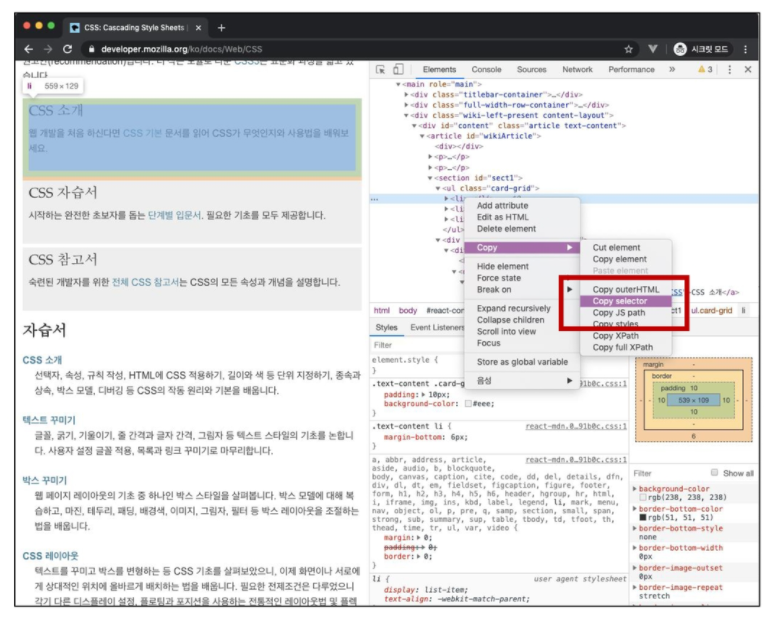 CSS: Cascading Style Sheets |
developer.mozilla.org/ko/docs/Web/CSS
시크릿 모드
습니다
li 559 × 129
CSS 소개
웹 개발을 처음 하신다면 CSS 기본 문서를 읽어 CSS가 무엇인지와 사용법을 배워보
세요.
CSS 자습서
시작하는 완전한 초보자를 돕는 단계별 입문서. 필요한 기초를 모두 제공합니다.
CSS 참고서
숙련된 개발자를 위한 전체 CSS 참고서는 CSS의 모든 속성과 개념을 설명합니다.
자습서
CSS 소개
선택자, 속성, 규칙 작성, HTML에 CSS 적용하기, 길이와 색 등 단위 지정하기, 종속과
상속, 박스 모델, 디버깅 등 CSS의 작동 원리와 기본을 배웁니다.
텍스트 꾸미기
글꼴, 굵기, 기울이기, 줄 간격과 글자 간격, 그림자 등 텍스트 스타일의 기초를 논합니
다. 사용자 설정 글꼴 적용, 목록과 링크 꾸미기로 마무리합니다.
박스 꾸미기
웹 페이지 레이아웃의 기초 중 하나인 박스 스타일을 살펴봅니다. 박스 모델에 대해 복
습하고, 마진, 테두리, 패딩, 배경색, 이미지, 그림자, 필터 등 박스 레이아웃을 조절하는
법을 배웁니다.
CSS 레이아웃
텍스트를 꾸미고 박스를 변형하는 등 CSS 기초를 살펴보았으니, 이제 화면이나 서로에
게 상대적인 위치에 올바르게 배치하는 법을 배웁니다. 필요한 전제조건은 다루었으니
각기 다른 디스플레이 설정, 플로팅과 포지션을 사용하는 전통적인 레이아웃법 및 플렉
Elements Console Sources Network Performance » 3
<main role="main">
<div class="titlebar-container">…</div>
<div class="full-width-row-container">…</div>
<div class="wiki-left-present content-layout">
<div id="content" class="article text-content">
<article id="wikiArticle">
<div></div>
<p>…</p>
<p>…</p>
<section id="sect1">
<ul class="card-grid">
<li
<li
<li
</ul>
<div
<di
CSS">CSS 소개</a>
Add attribute
Edit as HTML
Delete element
Copy
Hide element
Force state
Break on
Expand recursively
Collapse children
Scroll into view
Focus
Store as global variable
음성
Cut element
Copy element
Paste element
Copy outerHTML
Copy selector
Copy JS path
Copy styles
Copy XPath
Copy full XPath
html body #react-con ct1 ul.card-grid li
Styles Event Listeners
Filter
element.style {
}
.text-content .card-g 91b0c.css:1
padding: 10px;
background-color: #eee;
}
.text-content li { react-mdn.0…91b0c.css:1
margin-bottom: 6px;
}
a, abbr, address, article, react-mdn.0…91b0c.css:1
aside, audio, b, blockquote,
body, canvas, caption, cite, code, dd, del, details, dfn,
div, dl, dt, em, fieldset, figcaption, figure, footer,
form, h1, h2, h3, h4, h5, h6, header, hgroup, hr, html,
i, iframe, img, ins, kbd, label, legend, li, mark, menu,
nav, object, ol, p, pre, q, samp, section, small, span,
strong, sub, summary, sup, table, tbody, td, tfoot, th,
thead, time, tr, ul, var, video {
margin: 0;
padding: 0;
border: 0;
}
li { user agent stylesheet
display: list-item;
text-align: -webkit-match-parent;
margin -
border -
padding 10
- - 10 539 × 109 10 - -
10
-
6
Filter Show all
background-color
rgb(238, 238, 238)
border-bottom-color
rgb(51, 51, 51)
border-bottom-style
none
border-bottom-width
0px
border-image-outset
0px
border-image-repeat
stretch